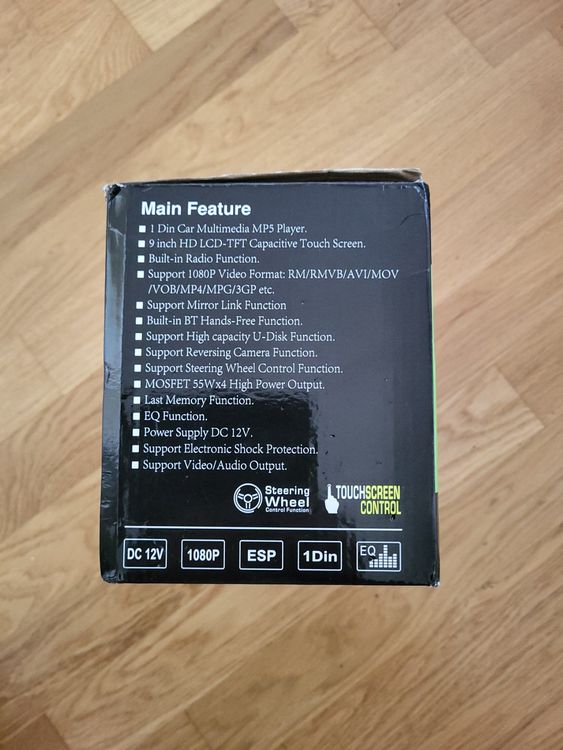 Main Feature
■ 1 Din Car Multimedia MP5 Player.
■ 9 inch HD LCD-TFT Capacitive Touch Screen.
■ Built-in Radio Function.
■ Support 1080P Video Format: RM/RMVB/AVI/MOV
/VOB/MP4/MPG/3GP etc.
■ Support Mirror Link Function
■ Built-in BT Hands-Free Function.
■ Support High capacity U-Disk Function.
■ Support Reversing Camera Function.
■ Support Steering Wheel Control Function.
■ MOSFET 55Wx4 High Power Output.
■ Last Memory Function.
■ EQ Function.
■ Power Supply DC 12V.
■ Support Electronic Shock Protection.
■ Support Video/Audio Output.
Steering
Wheel
Control Function
TOUCHSCREEN
CONTROL
DC 12V
1080P
ESP
1Din
EQ